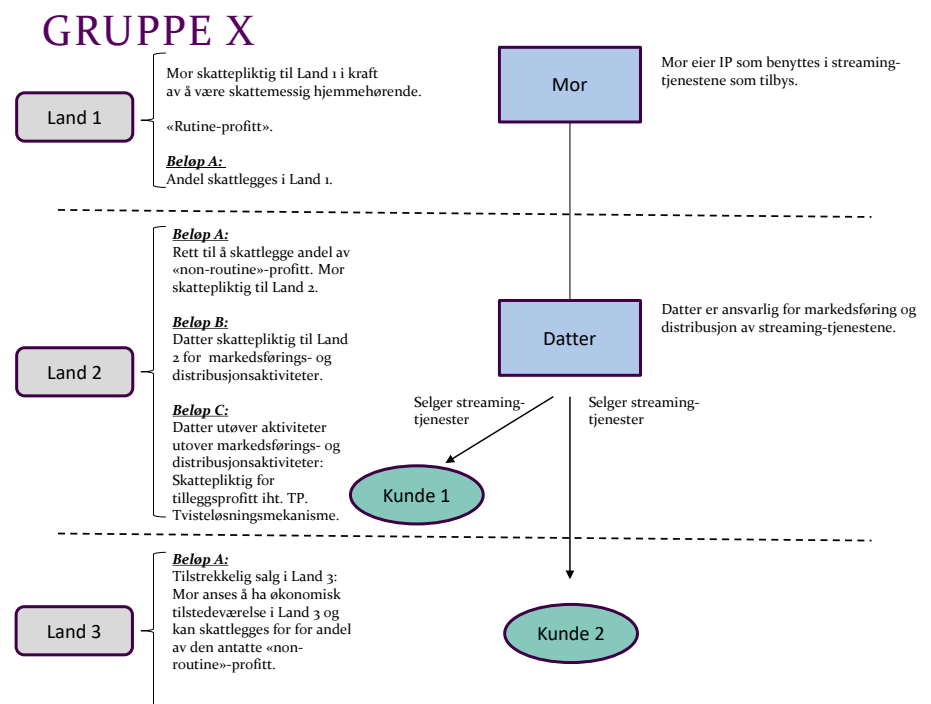 GRUPPE X
Land 1
Mor skattepliktig til Land 1 i kraft
av å være skattemessig hjemmehørende.
«Rutine-profitt».
Beløp A:
Andel skattlegges i Land 1.
Mor
Mor eier IP som benyttes i streaming-
tjenestene som tilbys.
Land 2
Beløp A:
Rett til å skattlegge andel av
«non-routine»-profitt. Mor
skattepliktig til Land 2.
Beløp B:
Datter skattepliktig til Land
2 for markedsførings- og
distribusjonsaktiviteter.
Beløp C:
Datter utøver aktiviteter
utover markedsførings- og
distribusjonsaktiviteter:
Skattepliktig for
tilleggsprofitt iht. TP.
Tvisteløsningsmekanisme.
Datter
Datter er ansvarlig for markedsføring og
distribusjon av streaming-tjenestene.
Selger streaming-
tjenester
Selger streaming-
tjenester
Kunde 1
Land 3
Beløp A:
Tilstrekkelig salg i Land 3:
Mor anses å ha økonomisk
tilstedeværelse i Land 3 og
kan skattlegges for for andel
av den antatte «non-
routine»-profitt.
Kunde 2